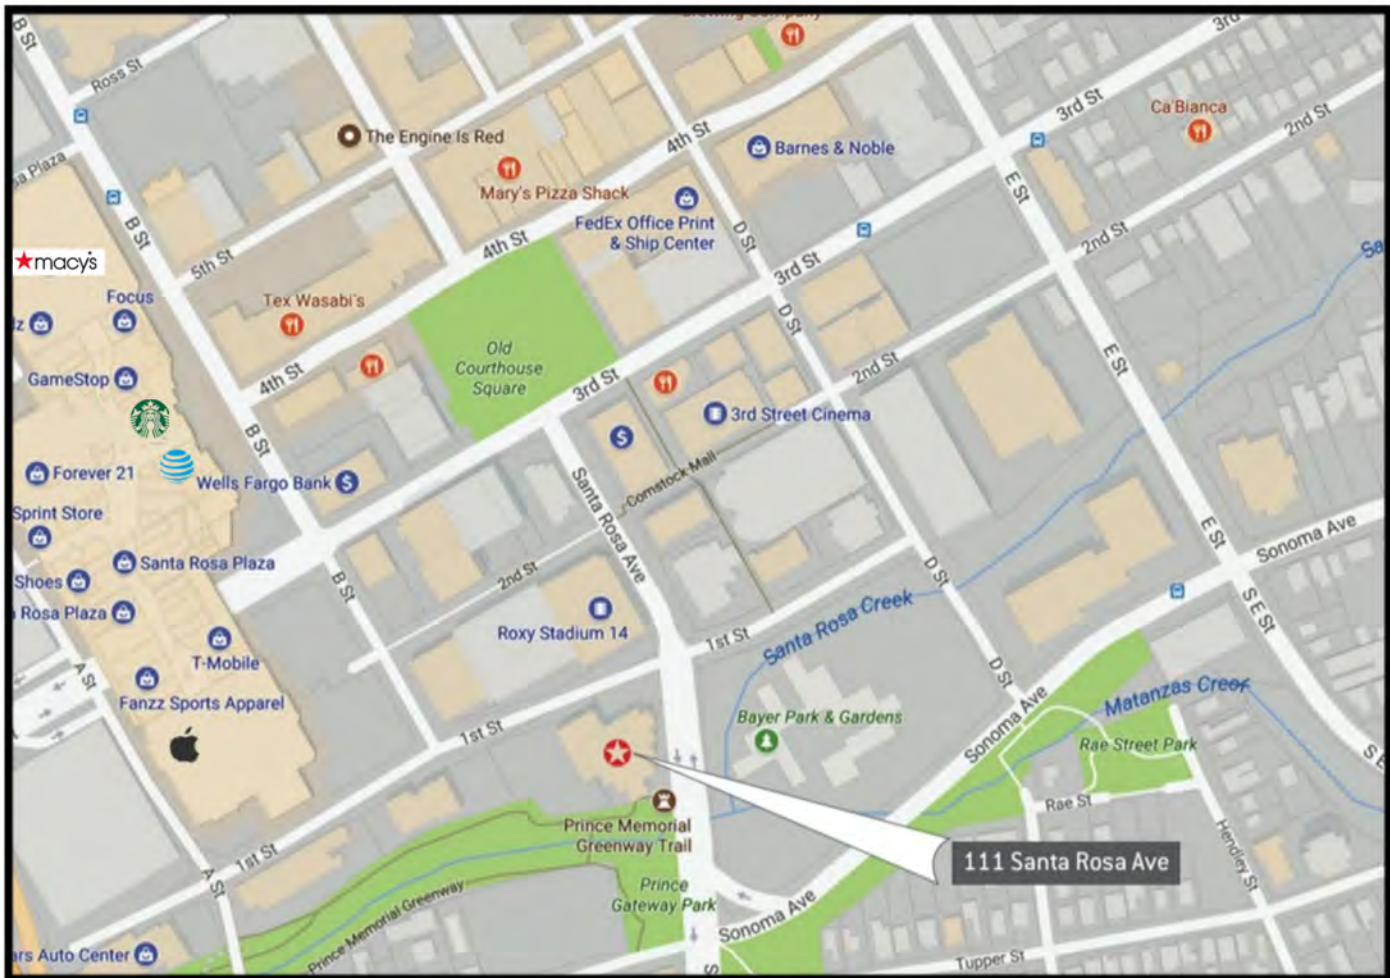 B St
Ross St
Brewing Company
3rd
The Engine Is Red
Mary's Pizza Shack
4th St
Barnes & Noble
3rd St
Ca'Bianca
2nd St
B St
5th St
4th St
FedEx Office Print
& Ship Center
D St
3rd St
E St
2nd St
macy's
Focus
Tex Wasabi's
GameStop
4th St
Old
Courthouse
Square
3rd St
D St
2nd St
E St
3rd Street Cinema
B St
Forever 21
Wells Fargo Bank
$
$
Comstock Mall
Santa Rosa Ave
Sprint Store
Santa Rosa Plaza
Shoes
Rosa Plaza
B St
2nd St
D St
E St
Sonoma Ave
S E St
T-Mobile
Roxy Stadium 14
1st St
Santa Rosa Creek
A St
Fanzz Sports Apparel
1st St
D St
Sonoma Ave
Matanzas Creek
Bayer Park & Gardens
Rae Street Park
Rae St
Prince Memorial
Greenway Trail
111 Santa Rosa Ave
Hendley St
1st St
A St
Prince Memorial Greenway
Prince
Gateway Park
Sonoma Ave
Tupper St
Auto Center